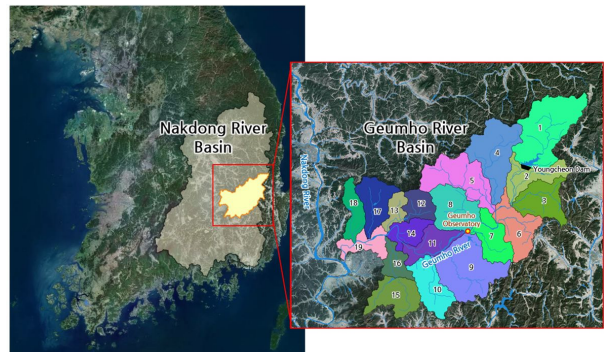 Nakdong River
Basin
Geumho River
Basin
Nakdong River
1
4
Youngcheon Dam
2
5
3
18
17
13
12
8
Geumho
Observatory
6
7
14
19
11
Geumho River
16
9
10
15